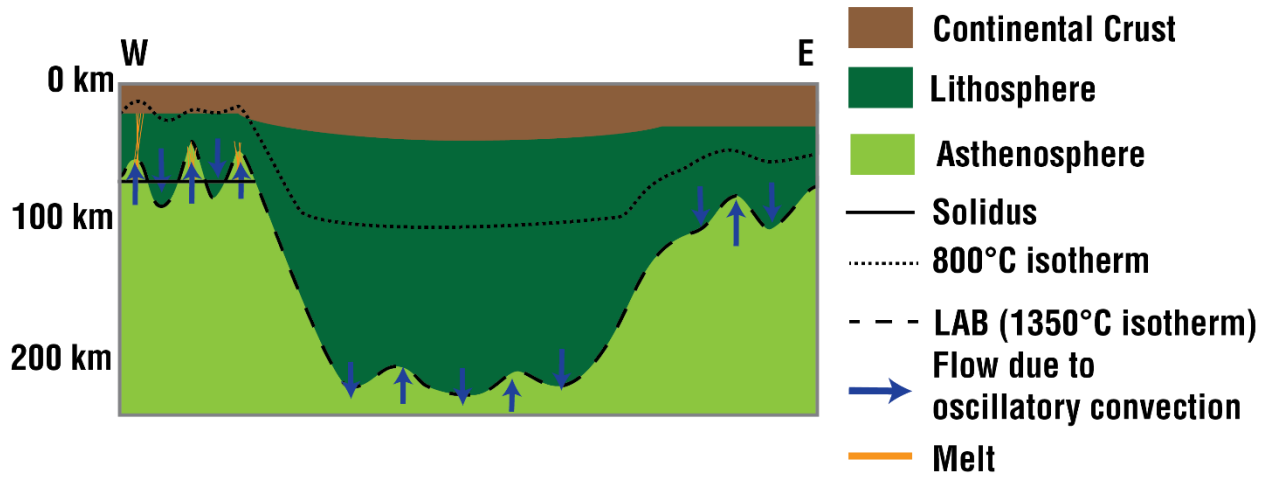 W
E
0 km
100 km
200 km
Continental Crust
Lithosphere
Asthenosphere
Solidus
800°C isotherm
LAB (1350°C isotherm)
Flow due to
oscillatory convection
Melt